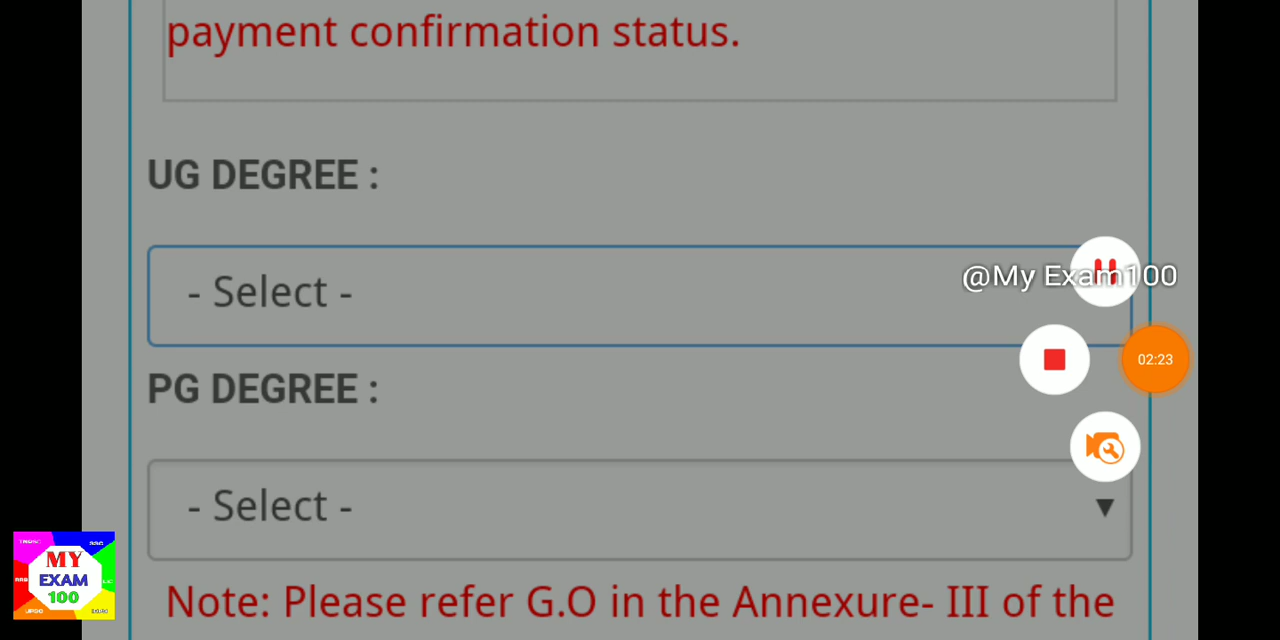 payment confirmation status.
UG DEGREE :
- Select -
@My Exam100
02:23
PG DEGREE :
- Select -
MY
EXAM
100
Note: Please refer G.O in the Annexure- III of the